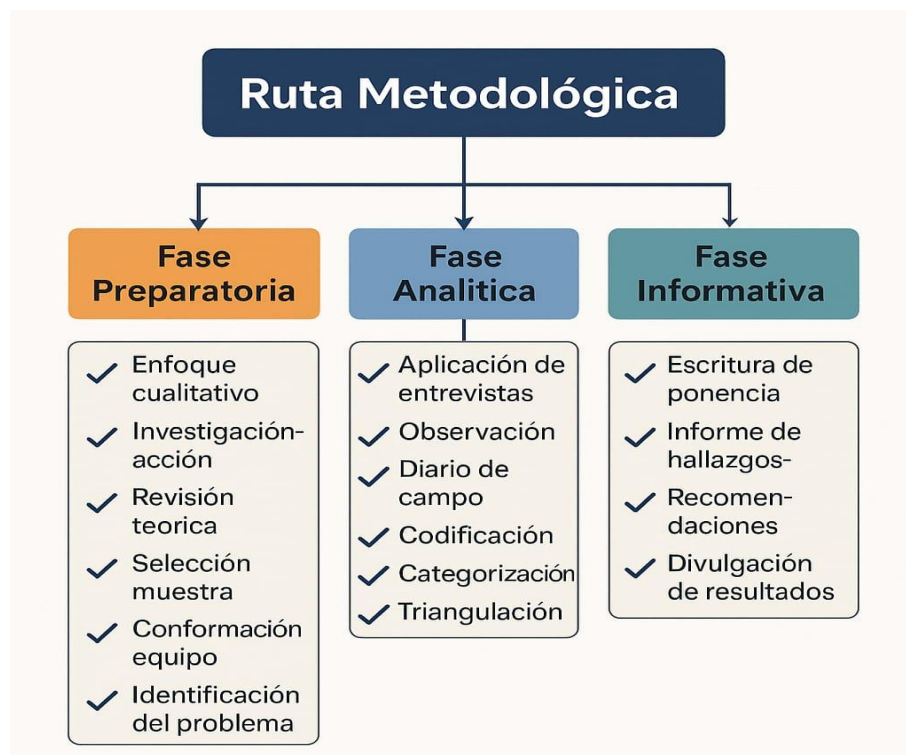 Ruta Metodológica
Fase
Preparatoria
Enfoque
cualitativo
Investigación-
acción
Revisión
teorica
Selección
muestra
Conformación
equipo
Identificación
del problema
Fase
Analitica
Aplicación de
entrevistas
Observación
Diario de
campo
Codificación
Categorización
Triangulación
Fase
Informativa
Escritura de
ponencia
Informe de
hallazgos-
Recomen-
daciones
Divulgación
de resultados